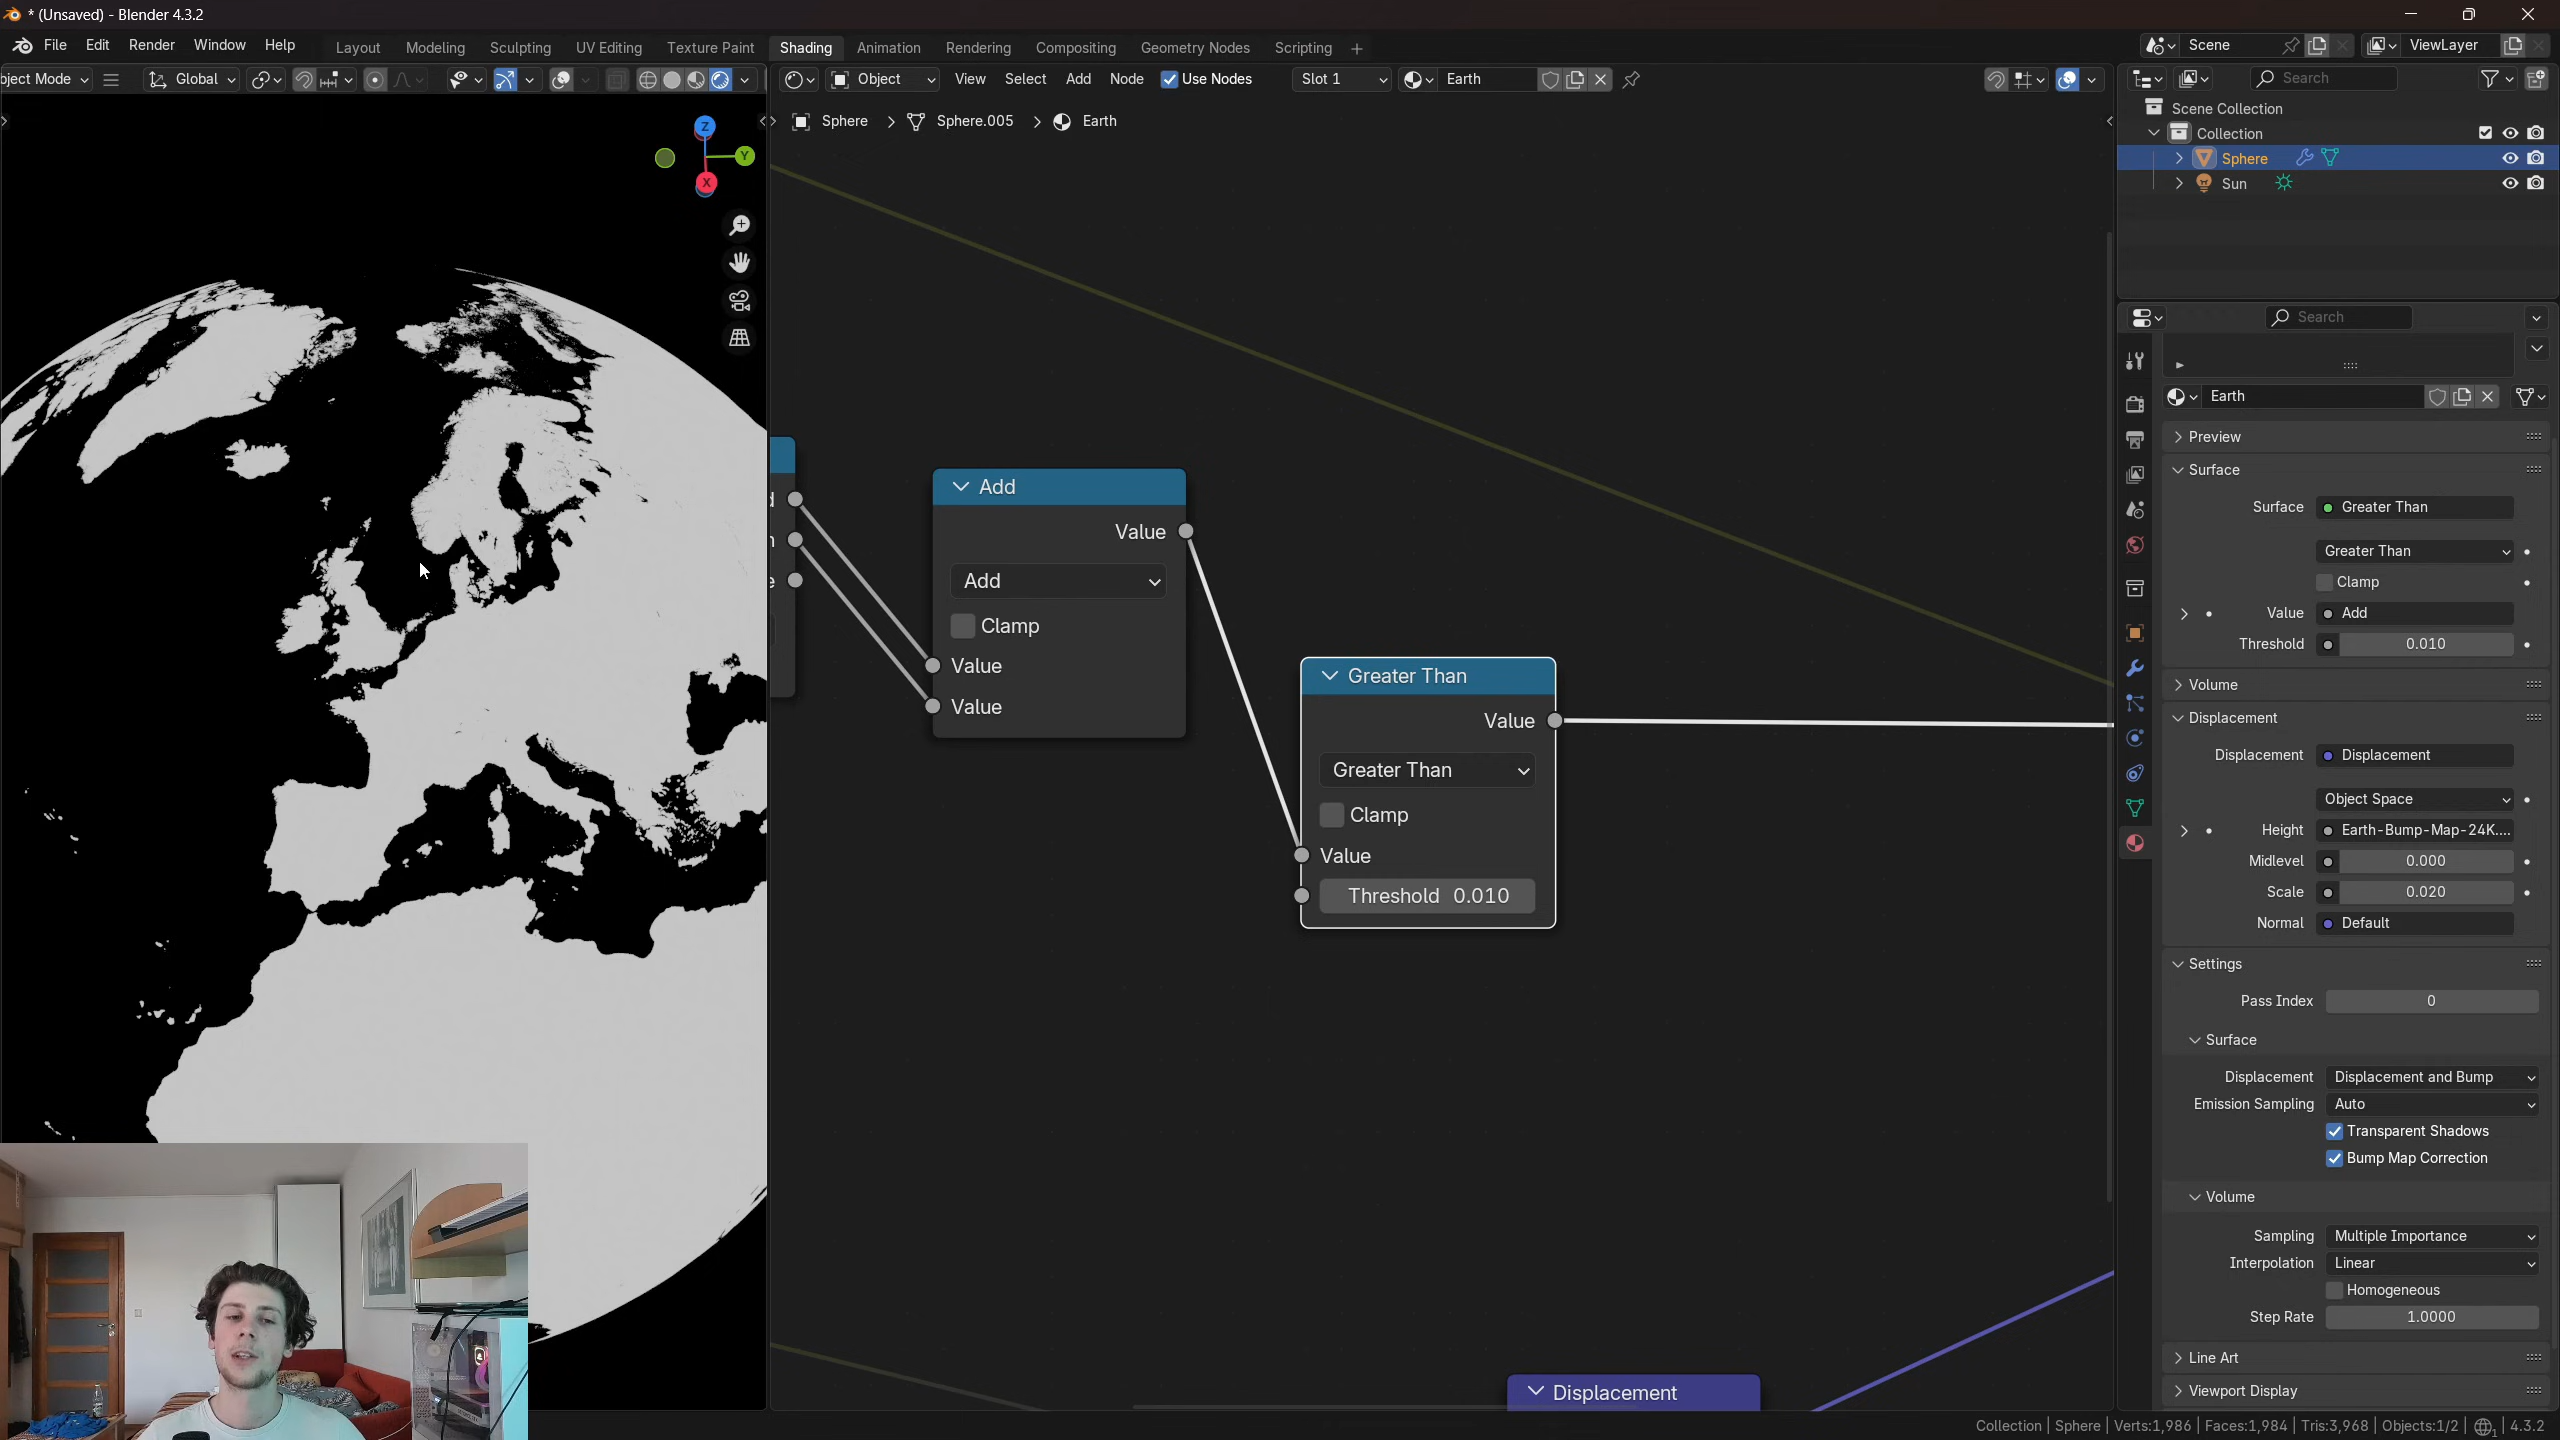 * (Unsaved) - Blender 4.3.2
File Edit Render Window Help Layout Modeling Sculpting UV Editing Texture Paint Shading Animation Rendering Compositing Geometry Nodes Scripting + Scene ViewLayer
bject Mode Global Object View Select Add Node Use Nodes Slot 1 Earth Search
Sphere > Sphere.005 > Earth
Scene Collection
Collection
Sphere
Sun
Z
Y
X
Search
Earth
Preview
Surface
Surface Greater Than
Greater Than
Clamp
Value Add
Threshold 0.010
Volume
Displacement
Displacement Displacement
Object Space
Height Earth-Bump-Map-24K....
Midlevel 0.000
Scale 0.020
Normal Default
Settings
Pass Index 0
Surface
Displacement Displacement and Bump
Emission Sampling Auto
Transparent Shadows
Bump Map Correction
Volume
Sampling Multiple Importance
Interpolation Linear
Homogeneous
Step Rate 1.0000
Line Art
Viewport Display
d
n
e
Add
Value
Add
Clamp
Value
Value
Greater Than
Value
Greater Than
Clamp
Value
Threshold 0.010
Displacement
Collection | Sphere | Verts:1,986 | Faces:1,984 | Tris:3,968 | Objects:1/2 | 1 | 4.3.2